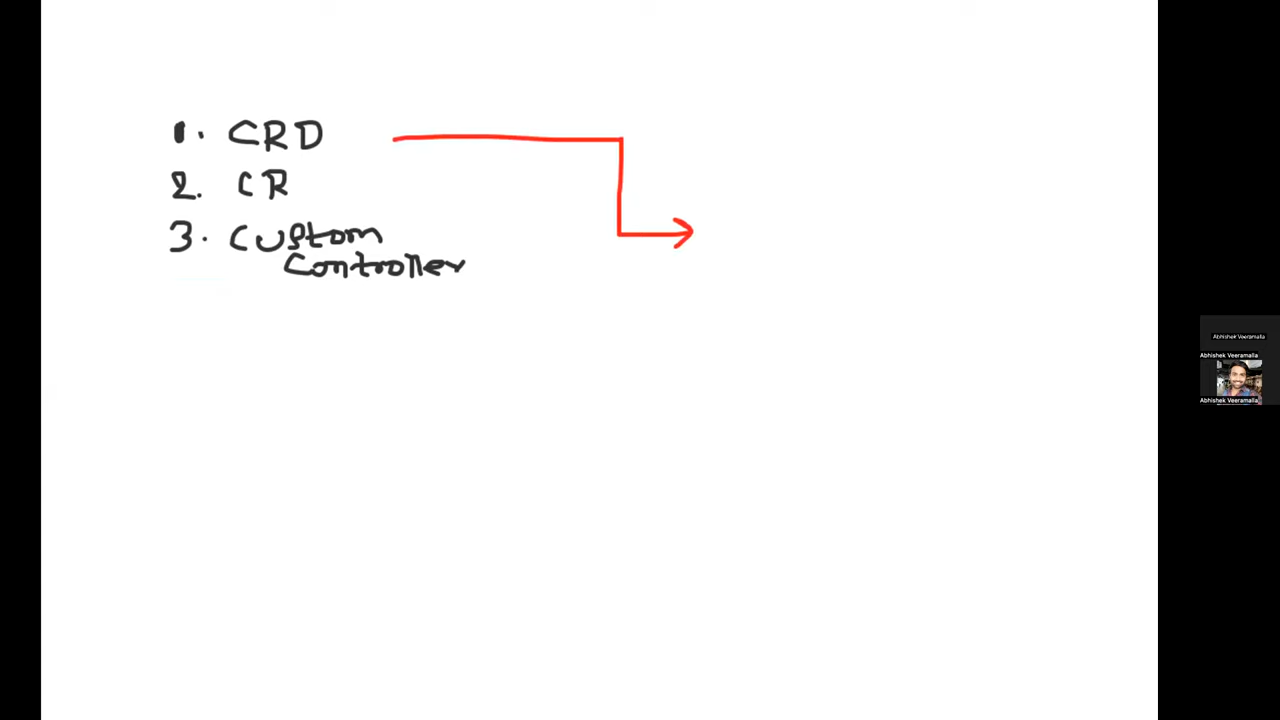 1. CRD
2. CR
3. Custom
Controller
Abhishek Veeramalla
Abhishek Veeramalla
Abhishek Veeramalla